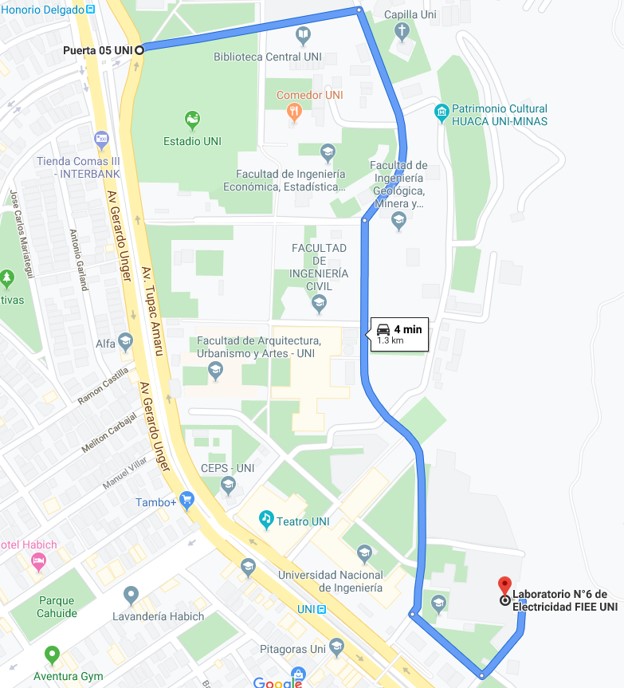 Honorio Delgado
Capilla Uni
Puerta 05 UNI
Biblioteca Central UNI
Comedor UNI
Patrimonio Cultural
HUACA UNI-MINAS
Estadio UNI
Tienda Comas III
- INTERBANK
Facultad de Ingeniería
Económica, Estadística...
Facultad de
Ingeniería
Geológica,
Minera y...
Jose Carlos Mariategui
Antonio Garland
Av Gerardo Unger
Av. Tupac Amaru
FACULTAD
DE
INGENIERÍA
CIVIL
tivas
4 min
1.3 km
Alfa
Facultad de Arquitectura,
Urbanismo y Artes - UNI
Ramon Castilla
Av Gerardo Unger
Meliton Carbajal
Manuel Villar
CEPS - UNI
Tambo+
Teatro UNI
otel Habich
Universidad Nacional
de Ingeniería
Laboratorio N°6 de
Electricidad FIEE UNI
Parque
Cahuide
Lavandería Habich
UNI
Pitagoras Uni
Aventura Gym
Google